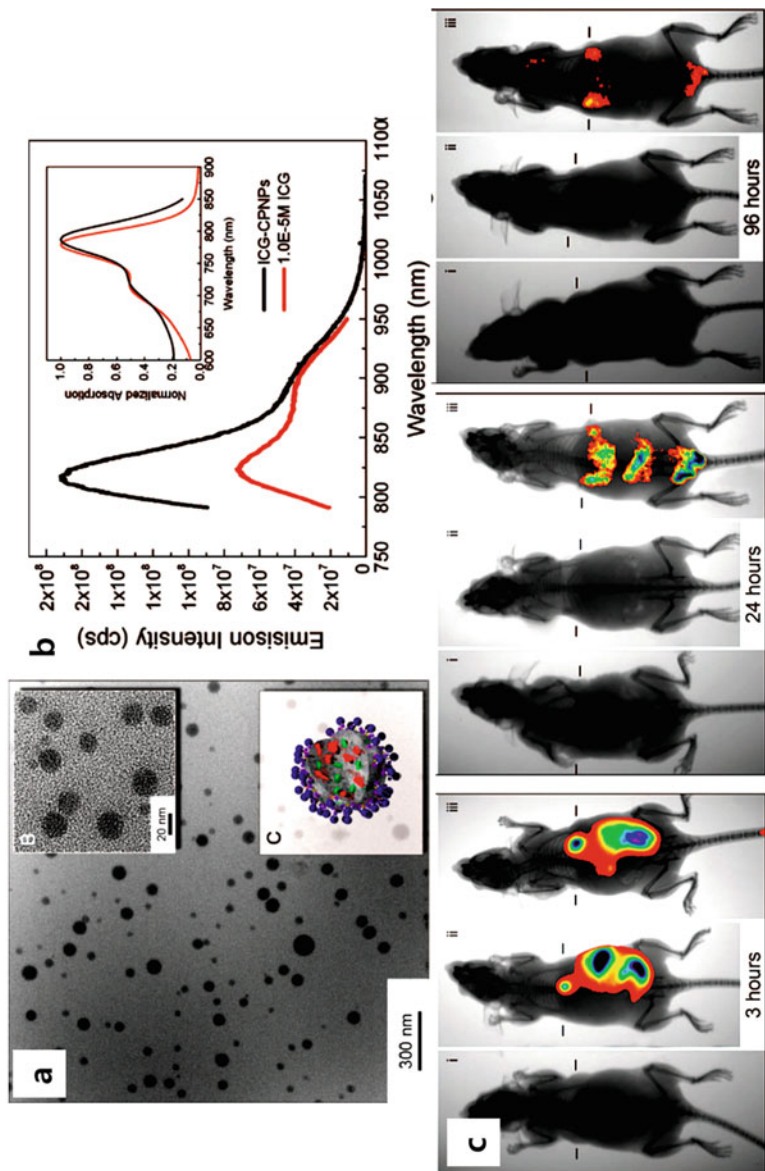 a
300 nm
B
20 nm
C
b
Emisison Intensity (cps)
2x10⁸
2x10⁸
1x10⁸
1x10⁸
1x10⁸
7x10⁷
6x10⁷
4x10⁷
2x10⁷
0
750
800
850
900
950
1000
1050
1100
Wavelength (nm)
Normalized Absorption
1.0
0.8
0.6
0.4
0.2
0.0
600
650
700
750
800
850
900
Wavelength (nm)
ICG-CPNPs
1.0E-5M ICG
c
i
ii
iii
3 hours
i
ii
iii
24 hours
i
ii
iii
96 hours